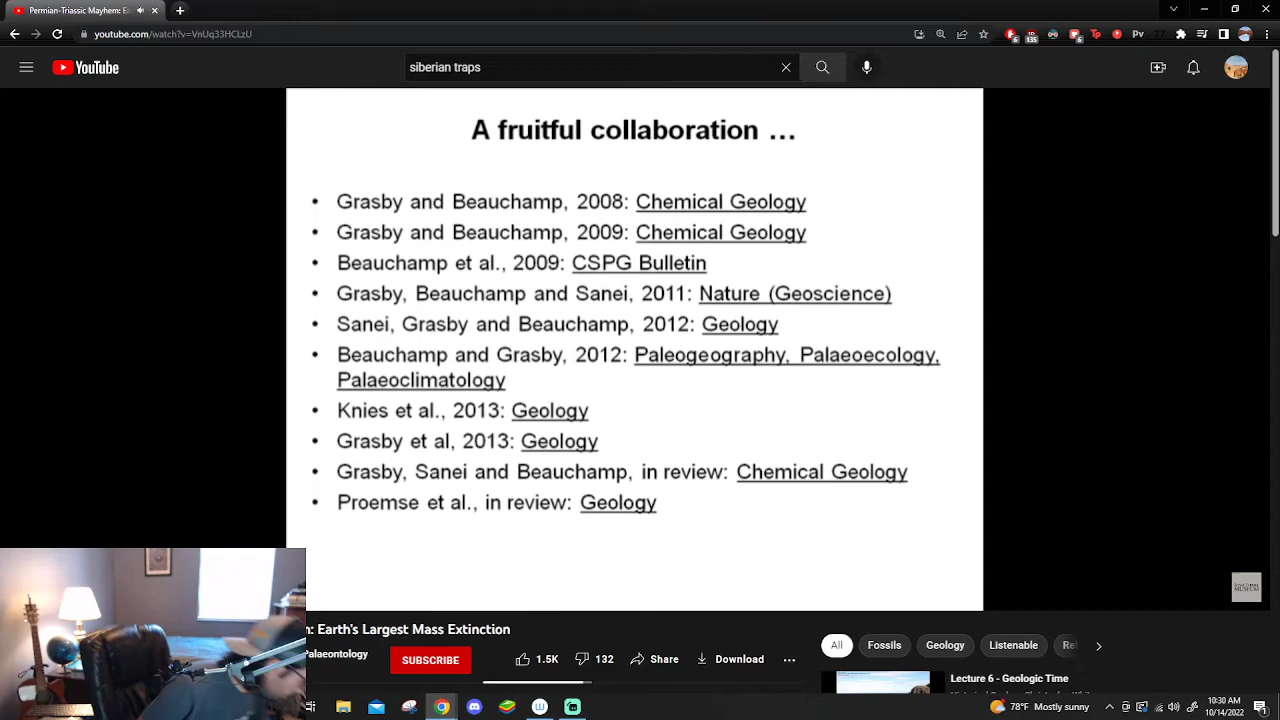 Permian-Triassic Mayhem: Ea
youtube.com/watch?v=VnUq33HCLzU
YouTube
siberian traps
A fruitful collaboration …
• Grasby and Beauchamp, 2008: Chemical Geology
• Grasby and Beauchamp, 2009: Chemical Geology
• Beauchamp et al., 2009: CSPG Bulletin
• Grasby, Beauchamp and Sanei, 2011: Nature (Geoscience)
• Sanei, Grasby and Beauchamp, 2012: Geology
• Beauchamp and Grasby, 2012: Paleogeography, Palaeoecology,
Palaeoclimatology
• Knies et al., 2013: Geology
• Grasby et al, 2013: Geology
• Grasby, Sanei and Beauchamp, in review: Chemical Geology
• Proemse et al., in review: Geology
MUSEUM
n: Earth's Largest Mass Extinction
Palaeontology
SUBSCRIBE
1.5K
132
Share
Download
All
Fossils
Geology
Listenable
Rel
Lecture 6 - Geologic Time
78°F Mostly sunny
10:30 AM
10/14/2022